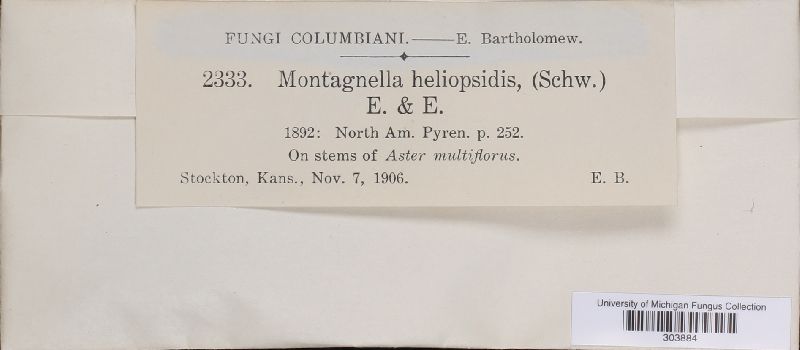 FUNGI COLUMBIANI.——E. Bartholomew.
2333. Montagnella heliopsidis, (Schw.)
E. & E.
1892: North Am. Pyren. p. 252.
On stems of Aster multiflorus.
Stockton, Kans., Nov. 7, 1906. E. B.
University of Michigan Fungus Collection
303884